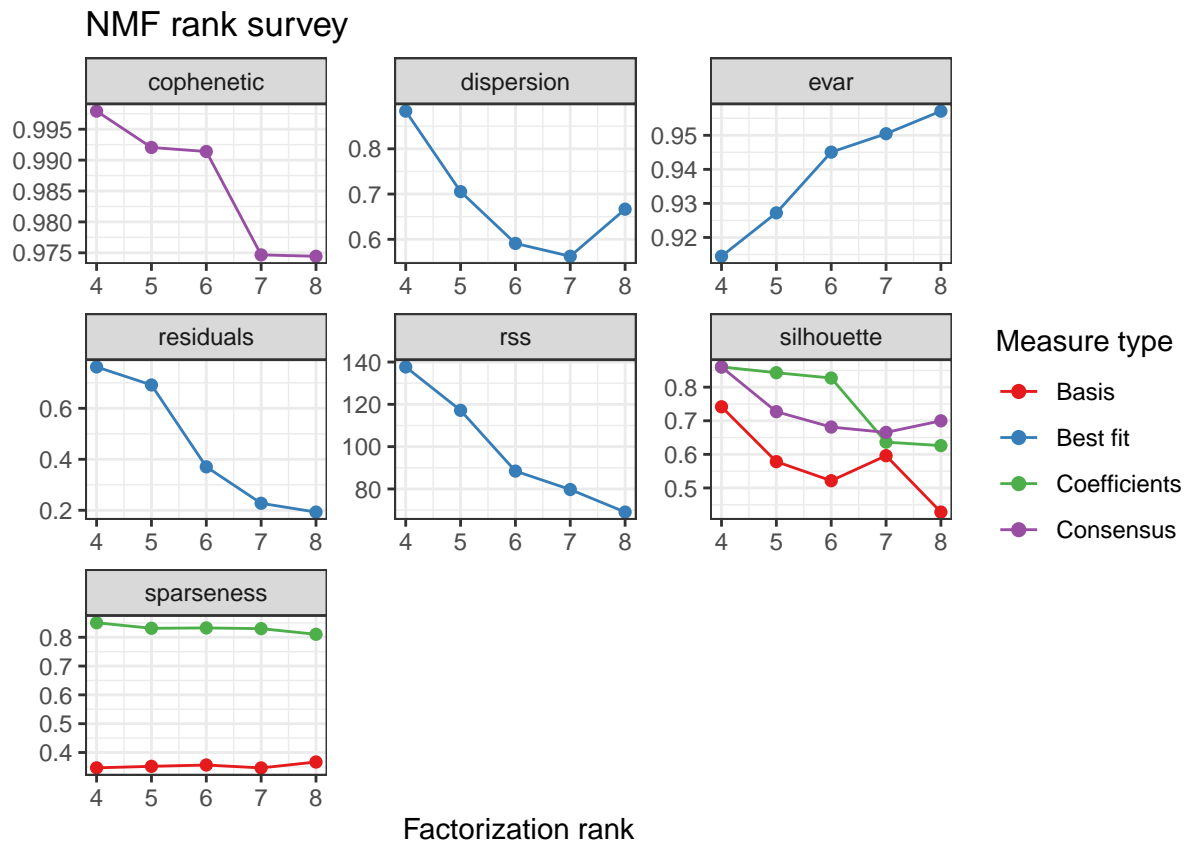 NMF rank survey
cophenetic
dispersion
evar
0.995
0.990
0.985
0.980
0.975
0.8
0.7
0.6
0.95
0.94
0.93
0.92
4 5 6 7 8
4 5 6 7 8
4 5 6 7 8
residuals
rss
silhouette
0.6
0.4
0.2
140
120
100
80
0.8
0.7
0.6
0.5
4 5 6 7 8
4 5 6 7 8
4 5 6 7 8
Measure type
Basis
Best fit
Coefficients
Consensus
sparseness
0.8
0.7
0.6
0.5
0.4
4 5 6 7 8
Factorization rank